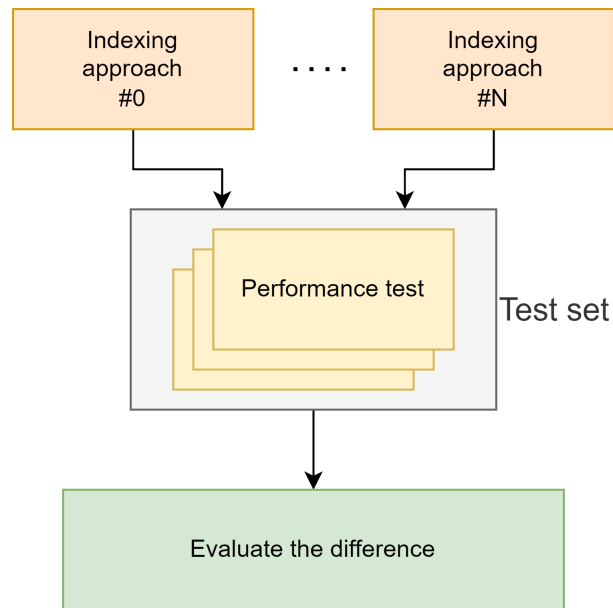 Indexing
approach
#0
. . . .
Indexing
approach
#N
Performance test
Test set
Evaluate the difference